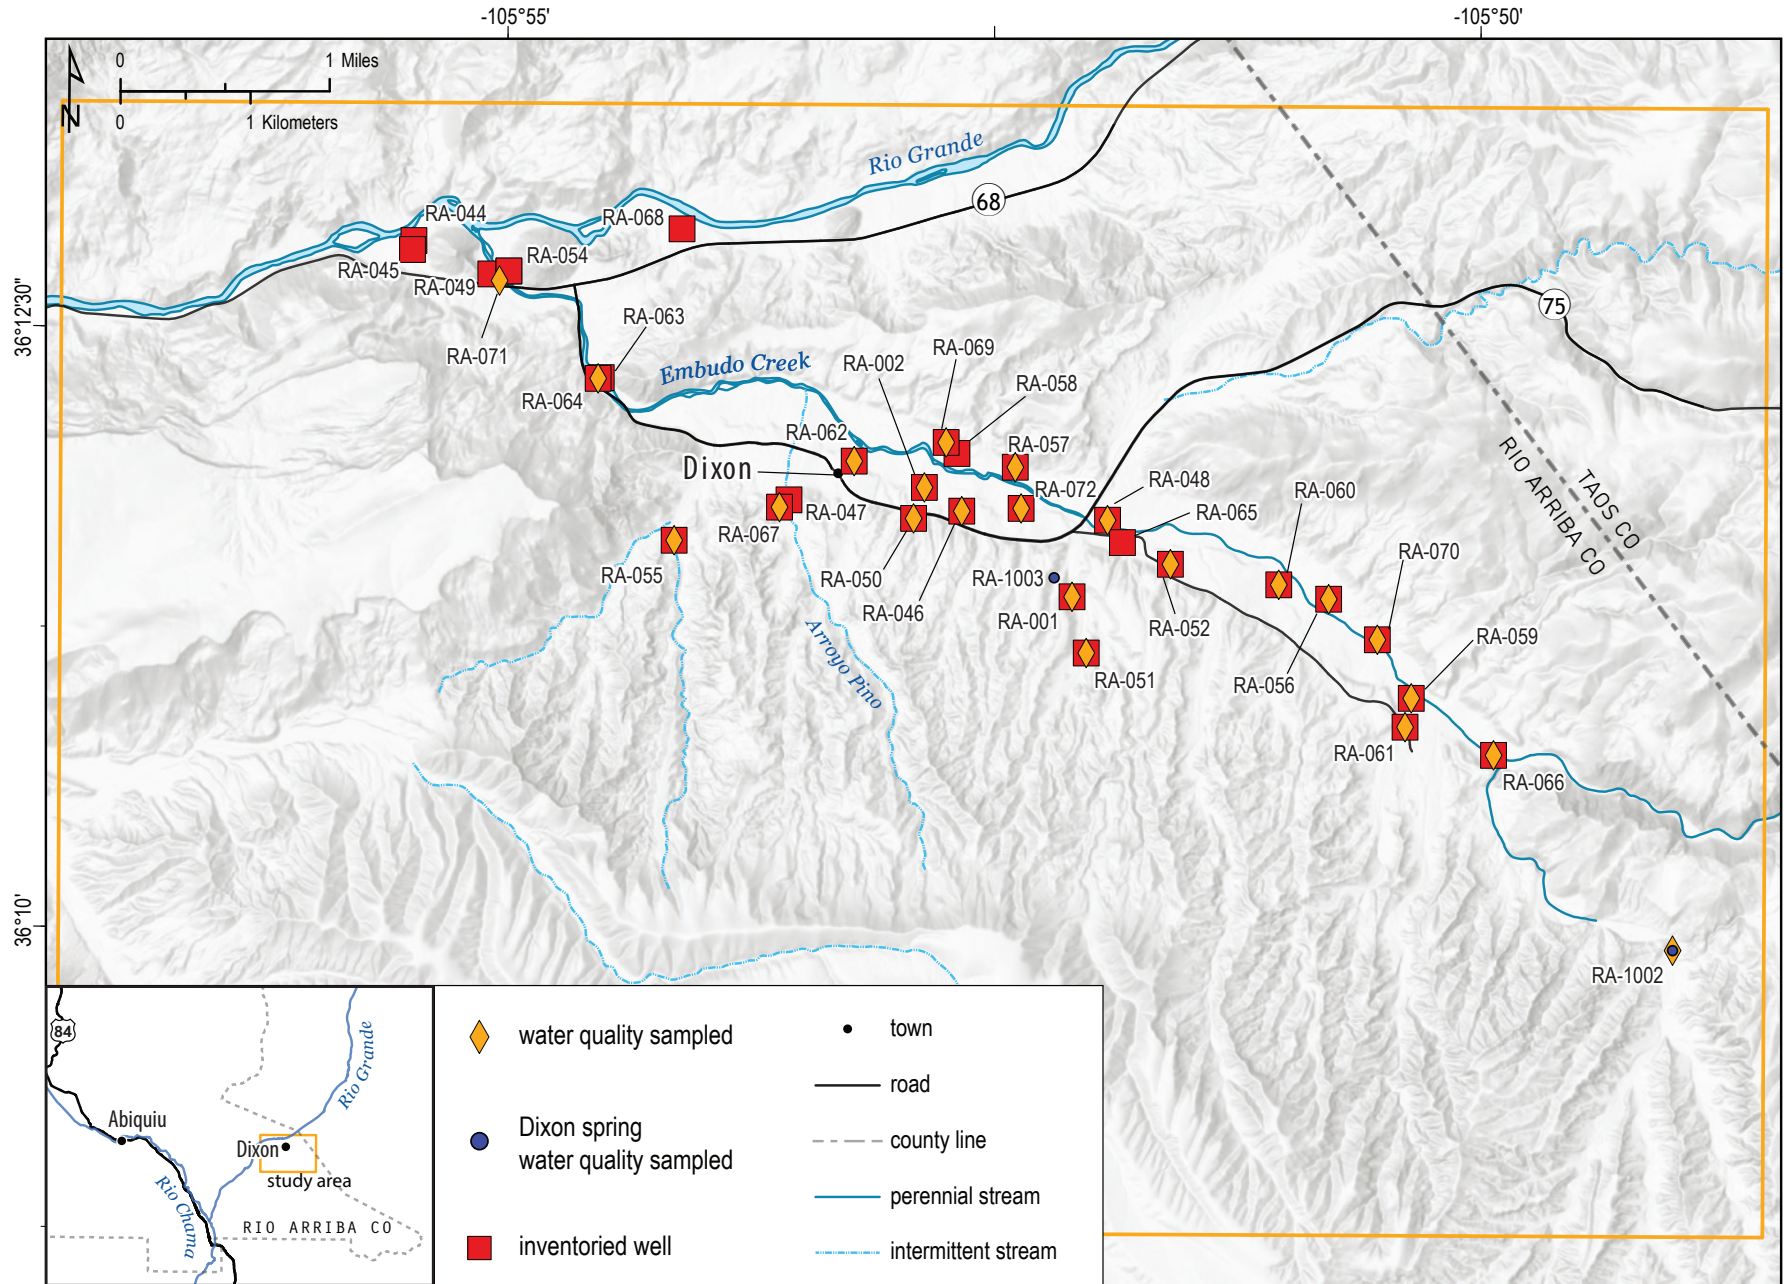 -105°55'
-105°50'
0
1 Miles
N
0
1 Kilometers
Rio Grande
68
RA-044
RA-068
RA-054
RA-045
RA-049
36°12'30"
75
RA-063
RA-071
RA-069
Embudo Creek
RA-002
RA-058
RA-064
RA-062
RA-057
TAOS CO
RIO ARRIBA CO
Dixon
RA-072
RA-048
RA-060
RA-047
RA-065
RA-067
RA-070
RA-055
RA-050
RA-1003
RA-046
RA-001
RA-052
RA-059
Arroyo Pino
RA-051
RA-056
RA-061
RA-066
36°10'
RA-1002
84
Rio Grande
Abiquiu
Dixon
study area
Rio Chama
RIO ARRIBA CO
water quality sampled
Dixon spring
water quality sampled
inventoried well
town
road
county line
perennial stream
intermittent stream